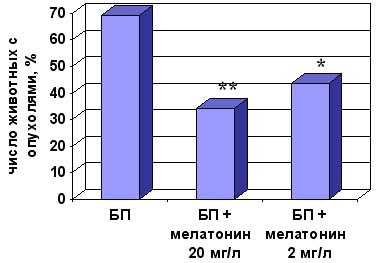 число животных с
опухолями, %
70
60
50
40
30
20
10
0
**
*
БП
БП +
мелатонин
20 мг/л
БП +
мелатонин
2 мг/л